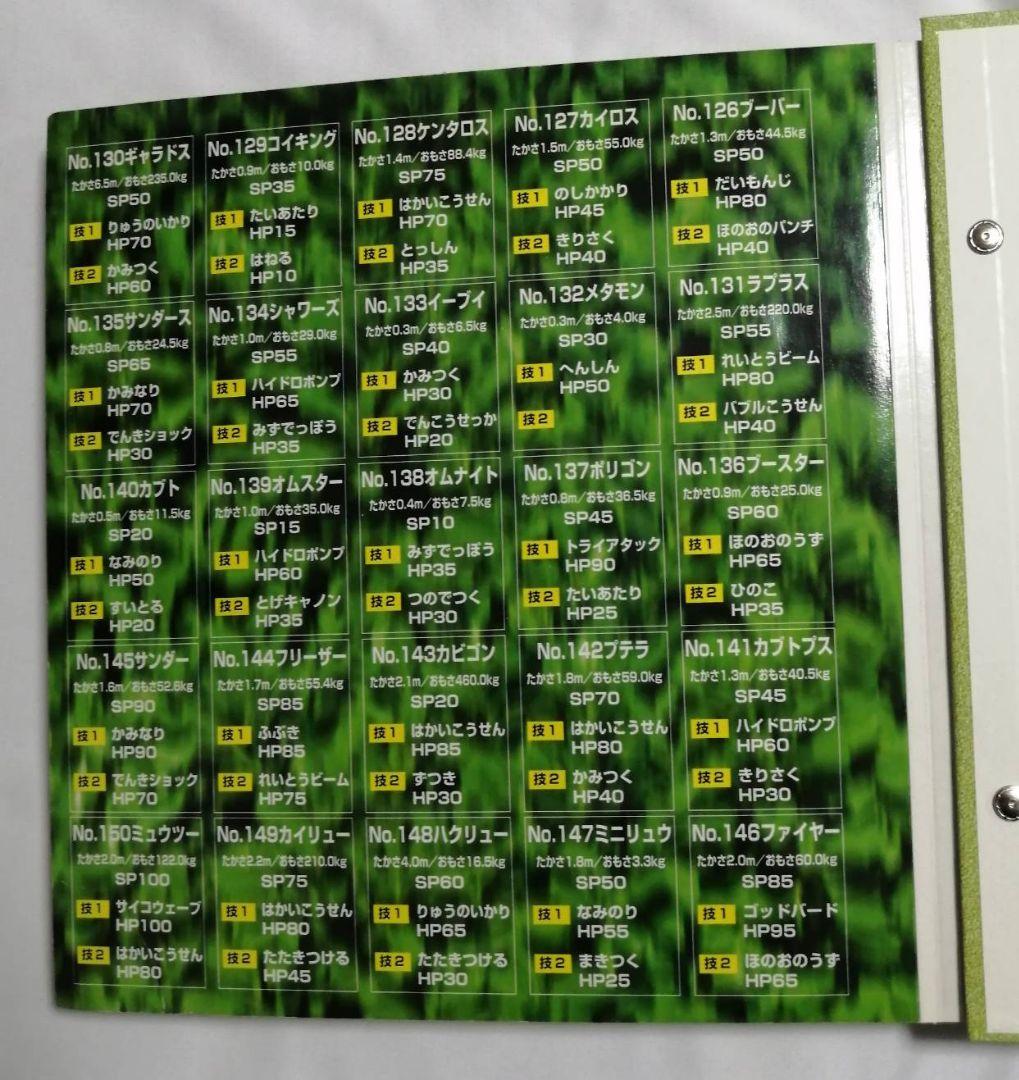 No.130ギャラドス
たかさ6.5m/おもさ235.0kg
SP50
技1 りゅうのいかり
HP70
技2 かみつく
HP60
No.129コイキング
たかさ0.9m/おもさ10.0kg
SP35
技1 たいあたり
HP15
技2 はねる
HP10
No.128ケンタロス
たかさ1.4m/おもさ88.4kg
SP75
技1 はかいこうせん
HP70
技2 とっしん
HP35
No.127カイロス
たかさ1.5m/おもさ55.0kg
SP50
技1 のしかかり
HP45
技2 きりさく
HP40
No.126ブーバー
たかさ1.3m/おもさ44.5kg
SP50
技1 だいもんじ
HP80
技2 ほのおのパンチ
HP40
No.135サンダース
たかさ0.8m/おもさ24.5kg
SP65
技1 かみなり
HP70
技2 でんきショック
HP30
No.134シャワーズ
たかさ1.0m/おもさ29.0kg
SP55
技1 ハイドロポンプ
HP65
技2 みずでっぽう
HP35
No.133イーブイ
たかさ0.3m/おもさ6.5kg
SP40
技1 かみつく
HP30
技2 でんこうせっか
HP20
No.132メタモン
たかさ0.3m/おもさ4.0kg
SP30
技1 へんしん
HP50
技2
No.131ラプラス
たかさ2.5m/おもさ220.0kg
SP55
技1 れいとうビーム
HP80
技2 バブルこうせん
HP40
No.140カブト
たかさ0.5m/おもさ11.5kg
SP20
技1 なみのり
HP50
技2 すいとる
HP20
No.139オムスター
たかさ1.0m/おもさ35.0kg
SP15
技1 ハイドロポンプ
HP60
技2 とげキャノン
HP35
No.138オムナイト
たかさ0.4m/おもさ7.5kg
SP10
技1 みずでっぽう
HP35
技2 つのでつく
HP30
No.137ポリゴン
たかさ0.8m/おもさ36.5kg
SP45
技1 トライアタック
HP90
技2 たいあたり
HP25
No.136ブースター
たかさ0.9m/おもさ25.0kg
SP60
技1 ほのおのうず
HP65
技2 ひのこ
HP35
No.145サンダー
たかさ1.6m/おもさ52.6kg
SP90
技1 かみなり
HP90
技2 でんきショック
HP70
No.144フリーザー
たかさ1.7m/おもさ55.4kg
SP85
技1 ふぶき
HP85
技2 れいとうビーム
HP75
No.143カビゴン
たかさ2.1m/おもさ460.0kg
SP20
技1 はかいこうせん
HP85
技2 ずつき
HP30
No.142プテラ
たかさ1.8m/おもさ59.0kg
SP70
技1 はかいこうせん
HP80
技2 かみつく
HP40
No.141カブトプス
たかさ1.3m/おもさ40.5kg
SP45
技1 ハイドロポンプ
HP60
技2 きりさく
HP30
No.150ミュウツー
たかさ2.0m/おもさ122.0kg
SP100
技1 サイコウェーブ
HP100
技2 はかいこうせん
HP80
No.149カイリュー
たかさ2.2m/おもさ210.0kg
SP75
技1 はかいこうせん
HP80
技2 たたきつける
HP45
No.148ハクリュー
たかさ4.0m/おもさ16.5kg
SP60
技1 りゅうのいかり
HP65
技2 たたきつける
HP30
No.147ミニリュウ
たかさ1.8m/おもさ3.3kg
SP50
技1 なみのり
HP55
技2 まきつく
HP25
No.146ファイヤー
たかさ2.0m/おもさ60.0kg
SP85
技1 ゴッドバード
HP95
技2 ほのおのうず
HP65